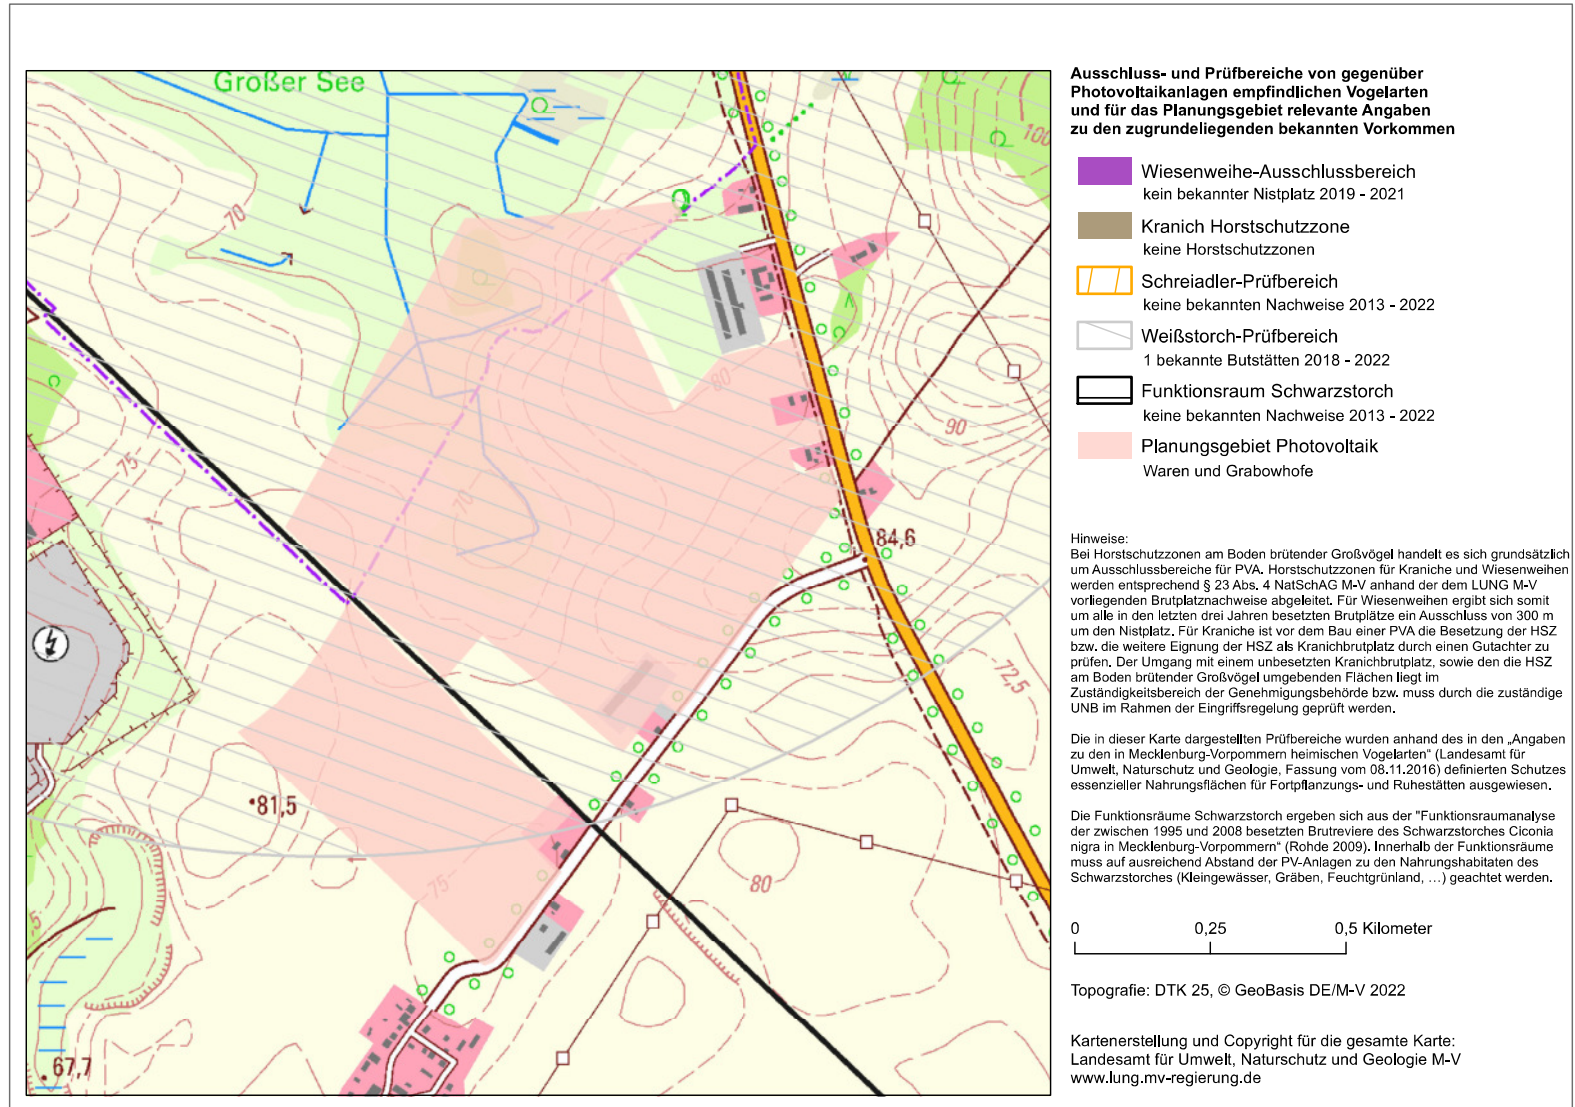 Großer See
100
70
75
80
90
84,6
70
72,5
81,5
75
80
5
67,7
Ausschluss- und Prüfbereiche von gegenüber
Photovoltaikanlagen empfindlichen Vogelarten
und für das Planungsgebiet relevante Angaben
zu den zugrundeliegenden bekannten Vorkommen
Wiesenweihe-Ausschlussbereich
kein bekannter Nistplatz 2019 - 2021
Kranich Horstschutzzone
keine Horstschutzzonen
Schreiadler-Prüfbereich
keine bekannten Nachweise 2013 - 2022
Weißstorch-Prüfbereich
1 bekannte Butstätten 2018 - 2022
Funktionsraum Schwarzstorch
keine bekannten Nachweise 2013 - 2022
Planungsgebiet Photovoltaik
Waren und Grabowhofe
Hinweise:
Bei Horstschutzzonen am Boden brütender Großvögel handelt es sich grundsätzlich
um Ausschlussbereiche für PVA. Horstschutzzonen für Kraniche und Wiesenweihen
werden entsprechend § 23 Abs. 4 NatSchAG M-V anhand der dem LUNG M-V
vorliegenden Brutplatznachweise abgeleitet. Für Wiesenweihen ergibt sich somit
um alle in den letzten drei Jahren besetzten Brutplätze ein Ausschluss von 300 m
um den Nistplatz. Für Kraniche ist vor dem Bau einer PVA die Besetzung der HSZ
bzw. die weitere Eignung der HSZ als Kranichbrutplatz durch einen Gutachter zu
prüfen. Der Umgang mit einem unbesetzten Kranichbrutplatz, sowie den die HSZ
am Boden brütender Großvögel umgebenden Flächen liegt im
Zuständigkeitsbereich der Genehmigungsbehörde bzw. muss durch die zuständige
UNB im Rahmen der Eingriffsregelung geprüft werden.
Die in dieser Karte dargestellten Prüfbereiche wurden anhand des in den „Angaben
zu den in Mecklenburg-Vorpommern heimischen Vogelarten“ (Landesamt für
Umwelt, Naturschutz und Geologie, Fassung vom 08.11.2016) definierten Schutzes
essenzieller Nahrungsflächen für Fortpflanzungs- und Ruhestätten ausgewiesen.
Die Funktionsräume Schwarzstorch ergeben sich aus der "Funktionsraumanalyse
der zwischen 1995 und 2008 besetzten Brutreviere des Schwarzstorches Ciconia
nigra in Mecklenburg-Vorpommern“ (Rohde 2009). Innerhalb der Funktionsräume
muss auf ausreichend Abstand der PV-Anlagen zu den Nahrungshabitaten des
Schwarzstorches (Kleingewässer, Gräben, Feuchtgrünland, …) geachtet werden.
0 0,25 0,5 Kilometer
Topografie: DTK 25, © GeoBasis DE/M-V 2022
Kartenerstellung und Copyright für die gesamte Karte:
Landesamt für Umwelt, Naturschutz und Geologie M-V
www.lung.mv-regierung.de